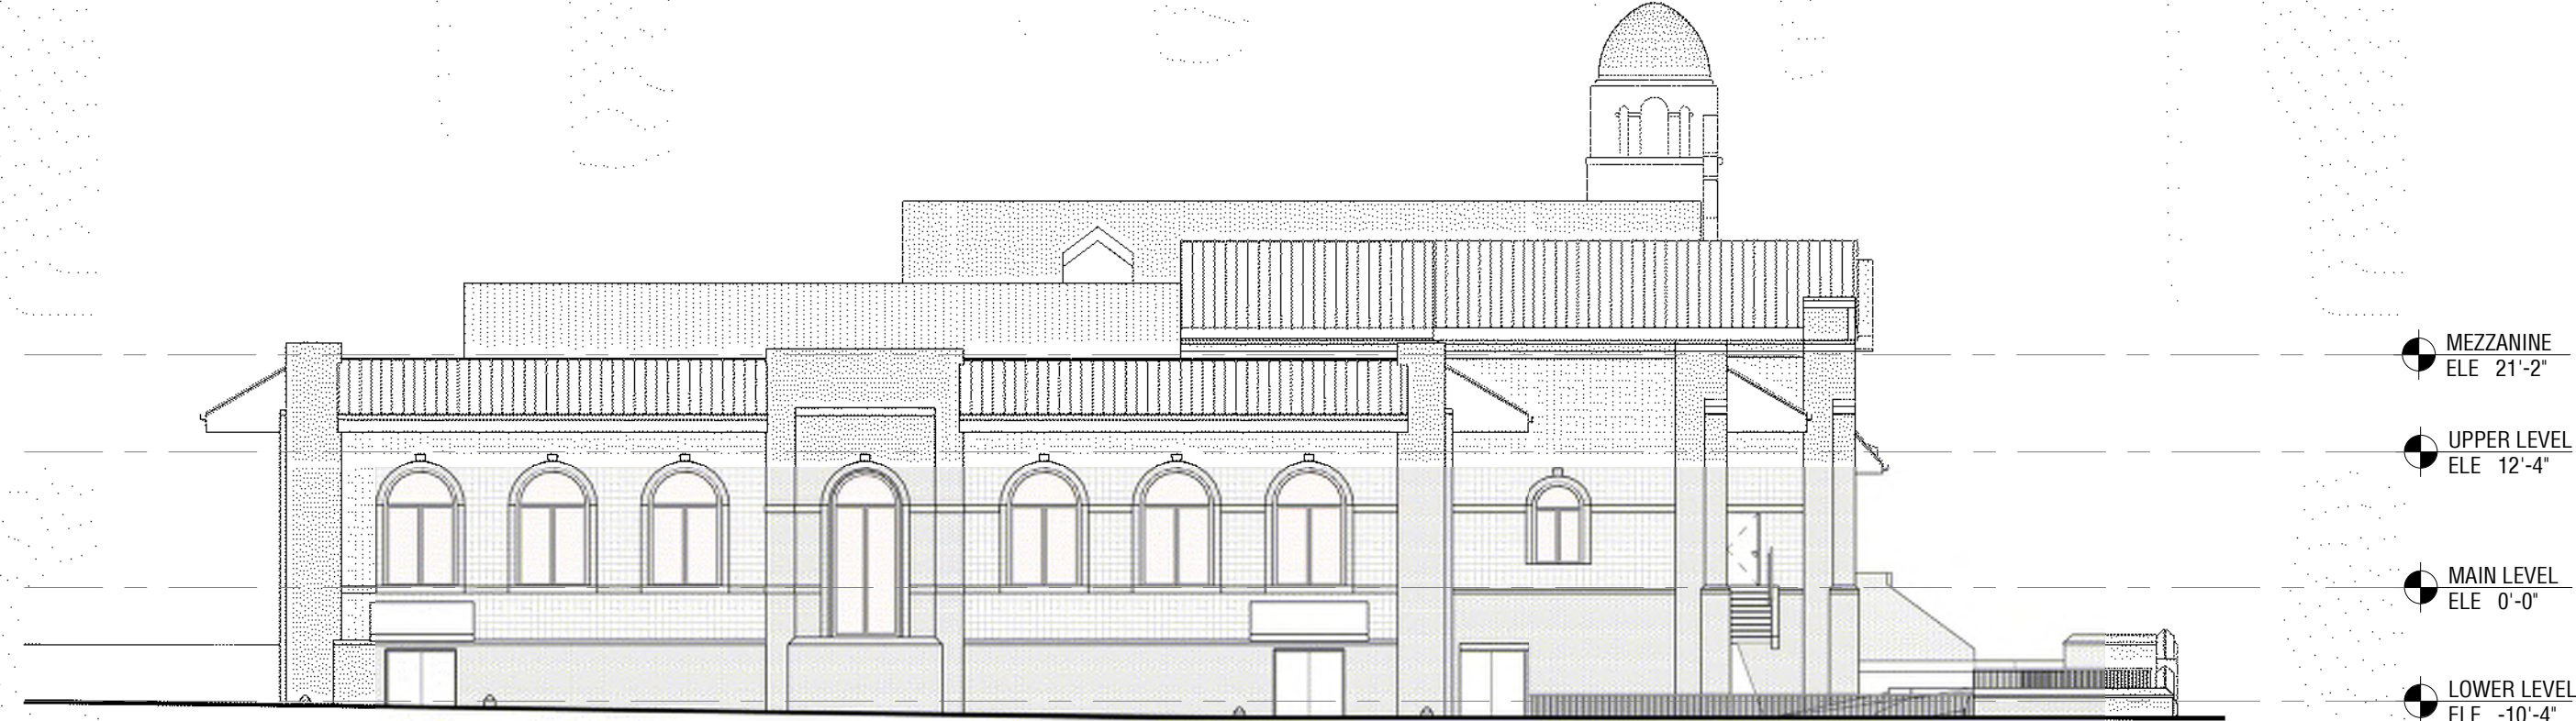 MEZZANINE
ELE 21'-2"
UPPER LEVEL
ELE 12'-4"
MAIN LEVEL
ELE 0'-0"
LOWER LEVEL
ELE -10'-4"